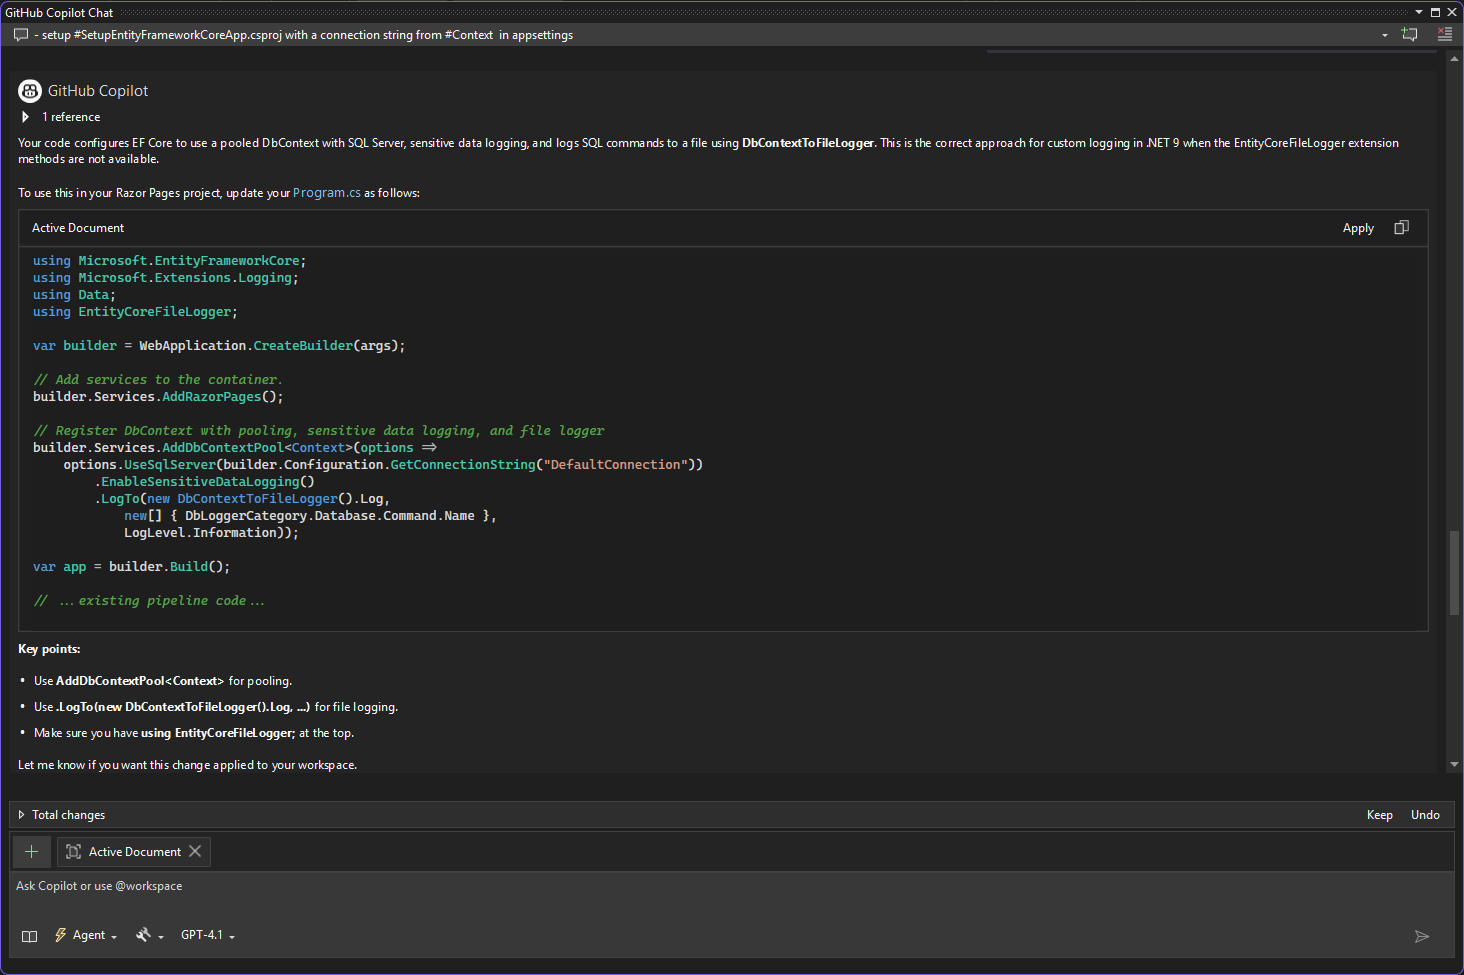 GitHub Copilot Chat
- setup #SetupEntityFrameworkCoreApp.csproj with a connection string from #Context in appsettings
GitHub Copilot
1 reference
Your code configures EF Core to use a pooled DbContext with SQL Server, sensitive data logging, and logs SQL commands to a file using DbContextToFileLogger. This is the correct approach for custom logging in .NET 9 when the EntityCoreFileLogger extension
methods are not available.
To use this in your Razor Pages project, update your Program.cs as follows:
Active Document Apply
using Microsoft.EntityFrameworkCore;
using Microsoft.Extensions.Logging;
using Data;
using EntityCoreFileLogger;
var builder = WebApplication.CreateBuilder(args);
// Add services to the container.
builder.Services.AddRazorPages();
// Register DbContext with pooling, sensitive data logging, and file logger
builder.Services.AddDbContextPool<Context>(options =>
options.UseSqlServer(builder.Configuration.GetConnectionString("DefaultConnection"))
.EnableSensitiveDataLogging()
.LogTo(new DbContextToFileLogger().Log,
new[] { DbLoggerCategory.Database.Command.Name },
LogLevel.Information));
var app = builder.Build();
// ...existing pipeline code...
Key points:
• Use AddDbContextPool<Context> for pooling.
• Use .LogTo(new DbContextToFileLogger().Log, ...) for file logging.
• Make sure you have using EntityCoreFileLogger; at the top.
Let me know if you want this change applied to your workspace.
Total changes Keep Undo
Active Document
Ask Copilot or use @workspace
Agent GPT-4.1